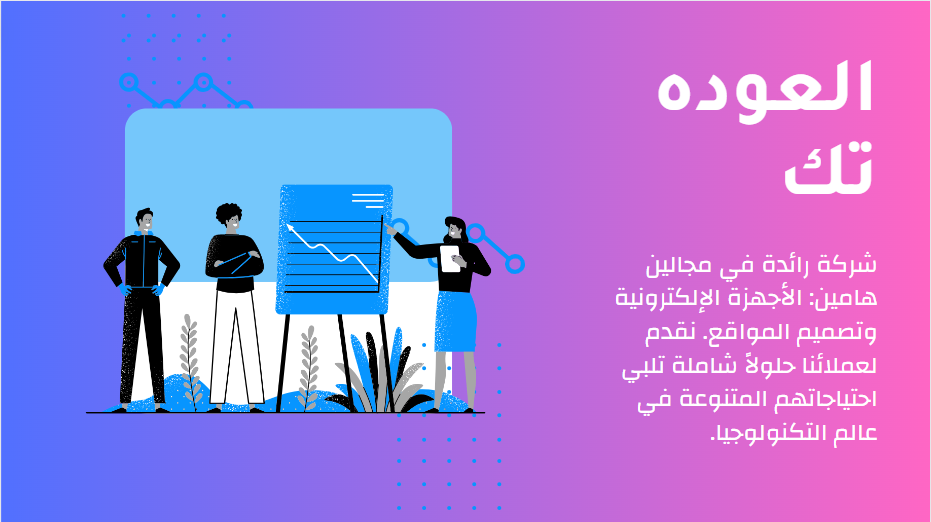 العوده
تك
شركة رائدة في مجالين
هامين: الأجهزة الإلكترونية
وتصميم المواقع. نقدم
لعملائنا حلولاً شاملة تلبي
احتياجاتهم المتنوعة في
عالم التكنولوجيا.